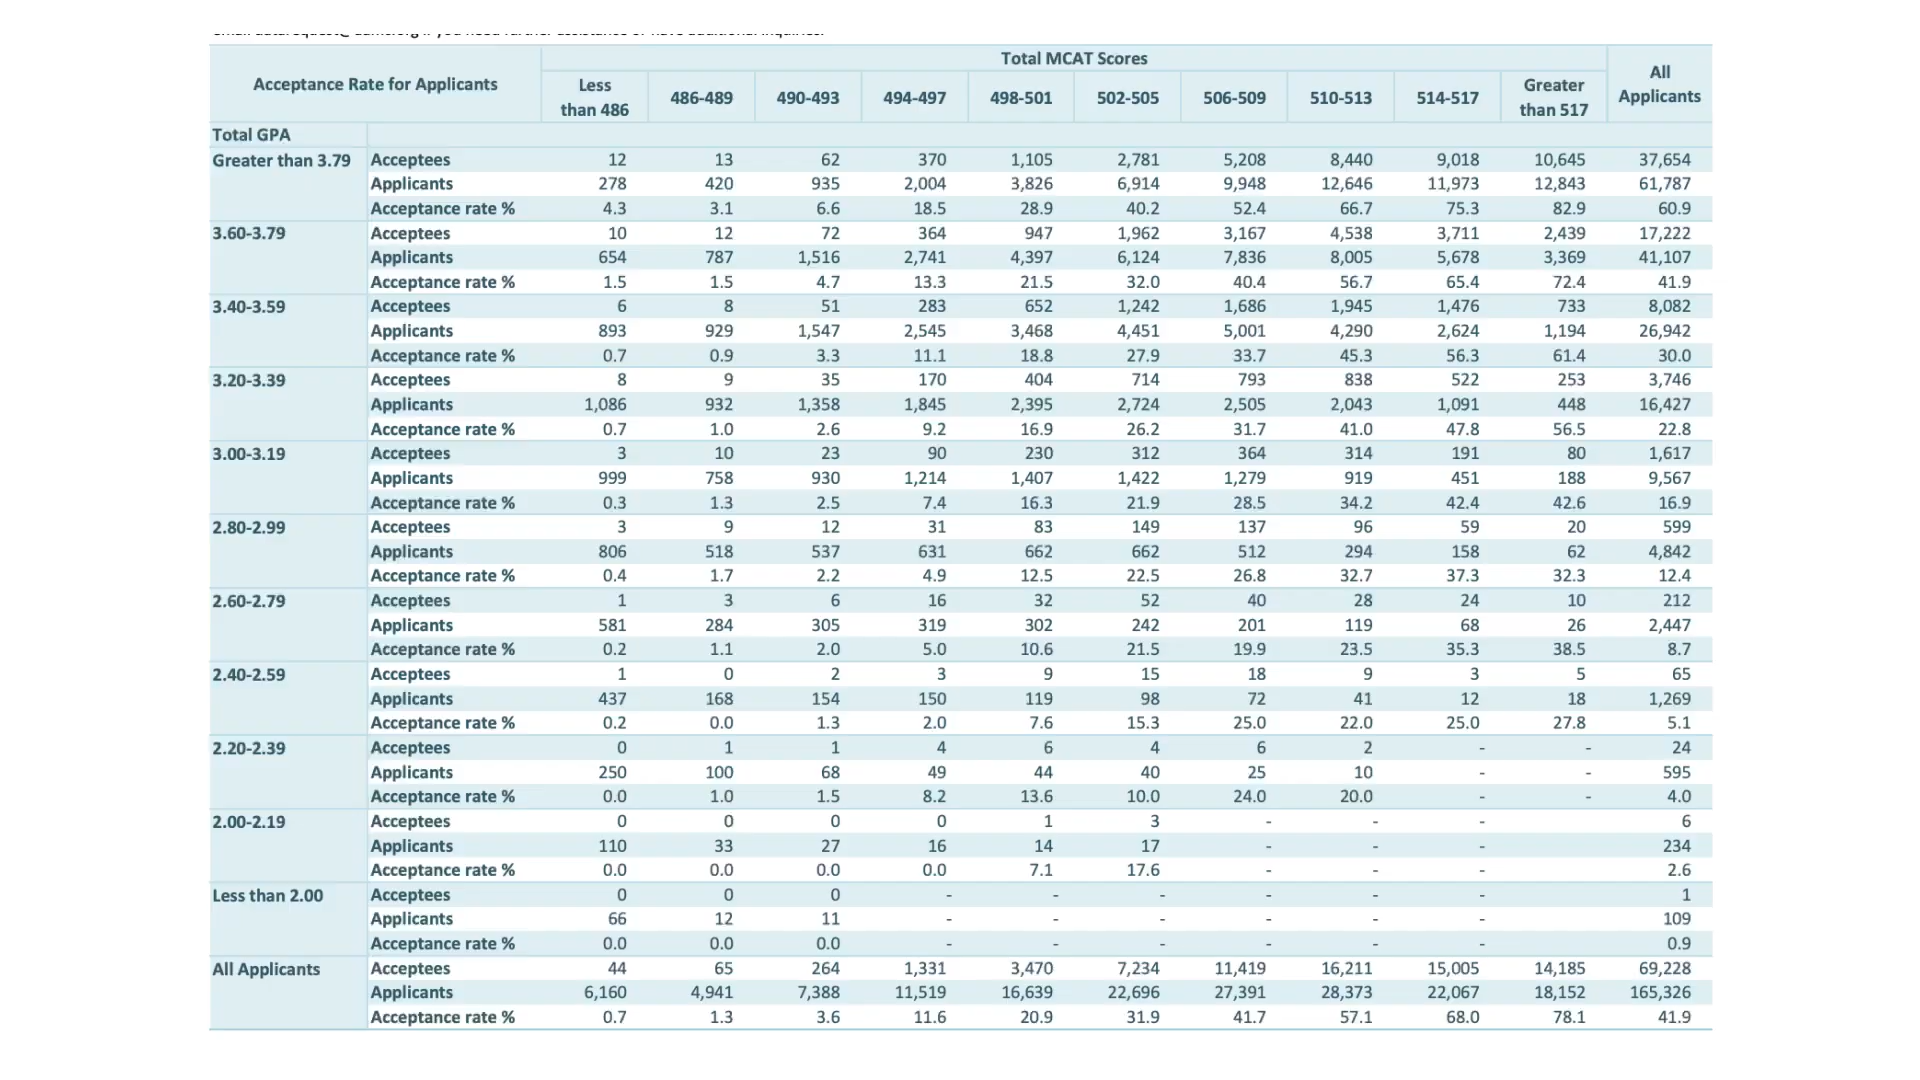 Total MCAT Scores
Acceptance Rate for Applicants Less than 486 486-489 490-493 494-497 498-501 502-505 506-509 510-513 514-517 Greater than 517 All Applicants
Total GPA
Greater than 3.79 Acceptees 12 13 62 370 1,105 2,781 5,208 8,440 9,018 10,645 37,654
Applicants 278 420 935 2,004 3,826 6,914 9,948 12,646 11,973 12,843 61,787
Acceptance rate % 4.3 3.1 6.6 18.5 28.9 40.2 52.4 66.7 75.3 82.9 60.9
3.60-3.79 Acceptees 10 12 72 364 947 1,962 3,167 4,538 3,711 2,439 17,222
Applicants 654 787 1,516 2,741 4,397 6,124 7,836 8,005 5,678 3,369 41,107
Acceptance rate % 1.5 1.5 4.7 13.3 21.5 32.0 40.4 56.7 65.4 72.4 41.9
3.40-3.59 Acceptees 6 8 51 283 652 1,242 1,686 1,945 1,476 733 8,082
Applicants 893 929 1,547 2,545 3,468 4,451 5,001 4,290 2,624 1,194 26,942
Acceptance rate % 0.7 0.9 3.3 11.1 18.8 27.9 33.7 45.3 56.3 61.4 30.0
3.20-3.39 Acceptees 8 9 35 170 404 714 793 838 522 253 3,746
Applicants 1,086 932 1,358 1,845 2,395 2,724 2,505 2,043 1,091 448 16,427
Acceptance rate % 0.7 1.0 2.6 9.2 16.9 26.2 31.7 41.0 47.8 56.5 22.8
3.00-3.19 Acceptees 3 10 23 90 230 312 364 314 191 80 1,617
Applicants 999 758 930 1,214 1,407 1,422 1,279 919 451 188 9,567
Acceptance rate % 0.3 1.3 2.5 7.4 16.3 21.9 28.5 34.2 42.4 42.6 16.9
2.80-2.99 Acceptees 3 9 12 31 83 149 137 96 59 20 599
Applicants 806 518 537 631 662 662 512 294 158 62 4,842
Acceptance rate % 0.4 1.7 2.2 4.9 12.5 22.5 26.8 32.7 37.3 32.3 12.4
2.60-2.79 Acceptees 1 3 6 16 32 52 40 28 24 10 212
Applicants 581 284 305 319 302 242 201 119 68 26 2,447
Acceptance rate % 0.2 1.1 2.0 5.0 10.6 21.5 19.9 23.5 35.3 38.5 8.7
2.40-2.59 Acceptees 1 0 2 3 9 15 18 9 3 5 65
Applicants 437 168 154 150 119 98 72 41 12 18 1,269
Acceptance rate % 0.2 0.0 1.3 2.0 7.6 15.3 25.0 22.0 25.0 27.8 5.1
2.20-2.39 Acceptees 0 1 1 4 6 4 6 2 - - 24
Applicants 250 100 68 49 44 40 25 10 - - 595
Acceptance rate % 0.0 1.0 1.5 8.2 13.6 10.0 24.0 20.0 - - 4.0
2.00-2.19 Acceptees 0 0 0 0 1 3 - - - 6
Applicants 110 33 27 16 14 17 - - - 234
Acceptance rate % 0.0 0.0 0.0 0.0 7.1 17.6 - - - 2.6
Less than 2.00 Acceptees 0 0 0 - - - - - - 1
Applicants 66 12 11 - - - - - - 109
Acceptance rate % 0.0 0.0 0.0 - - - - - - 0.9
All Applicants Acceptees 44 65 264 1,331 3,470 7,234 11,419 16,211 15,005 14,185 69,228
Applicants 6,160 4,941 7,388 11,519 16,639 22,696 27,391 28,373 22,067 18,152 165,326
Acceptance rate % 0.7 1.3 3.6 11.6 20.9 31.9 41.7 57.1 68.0 78.1 41.9